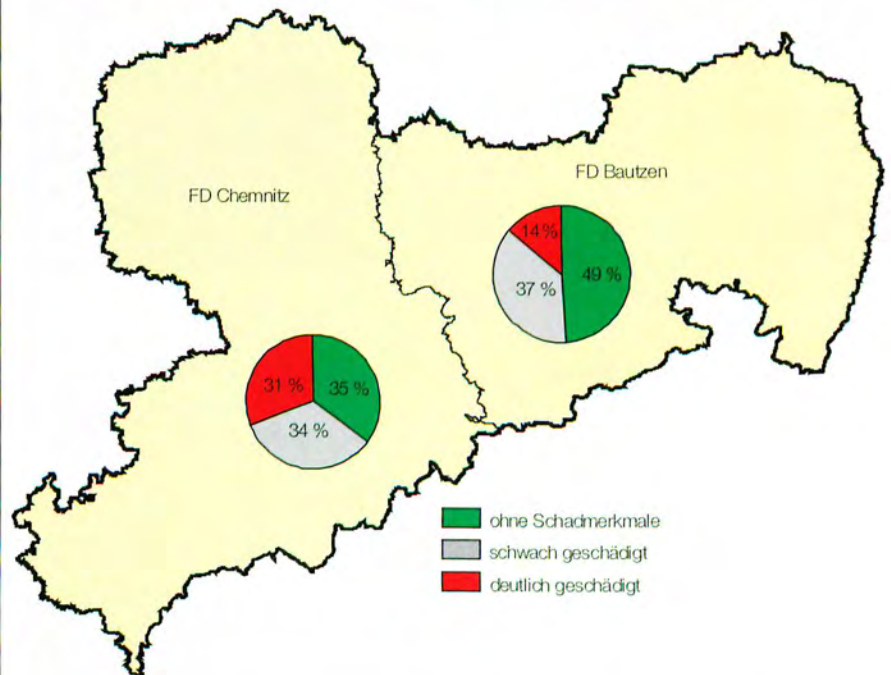 FD Bautzen
FD Chemnitz
14 %
49 %
37 %
31 %
35 %
34 %
ohne Schadmerkmale
schwach geschädigt
deutlich geschädigt